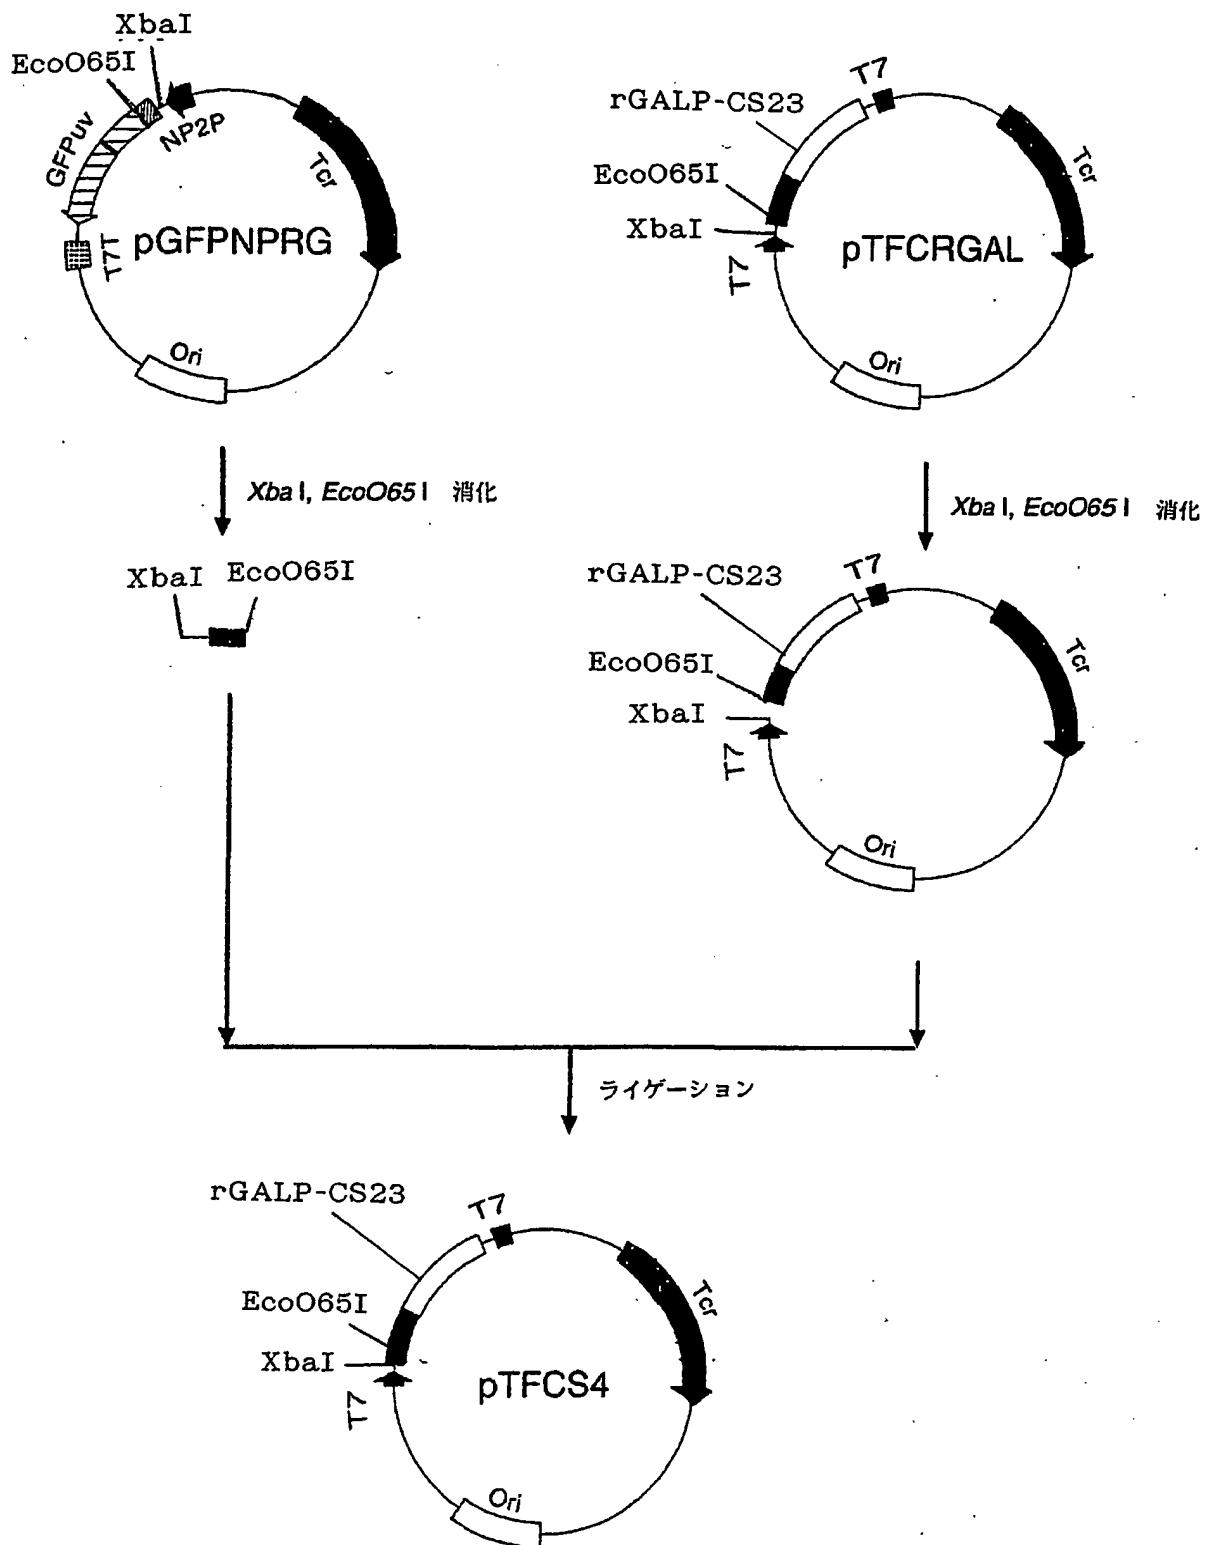 XbaI
EcoO65I
GFPuv
NP2P
Tcr
T7T
pGFPNPRG
Ori
T7
rGALP-CS23
EcoO65I
XbaI
T7
Tcr
pTFCRGAL
Ori
Xba I, EcoO65 I 消化
Xba I, EcoO65 I 消化
XbaI EcoO65I
T7
rGALP-CS23
EcoO65I
XbaI
T7
Tcr
Ori
ライゲーション
rGALP-CS23
T7
EcoO65I
XbaI
T7
Tcr
pTFCS4
Ori